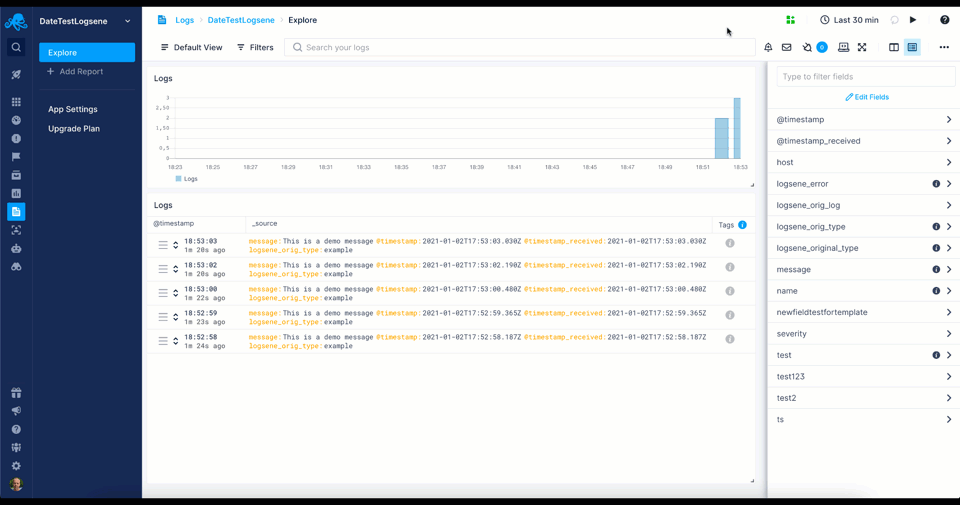 DateTestLogsene
Logs > DateTestLogsene > Explore
Last 30 min
Explore
+ Add Report
App Settings
Upgrade Plan
Default View
Filters
Search your logs
9
Logs
3
2,50
2
1,50
1
0,5
0
18:23 18:25 18:27 18:29 18:31 18:33 18:35 18:37 18:39 18:41 18:43 18:45 18:47 18:49 18:51 18:53
Logs
Logs
@timestamp _source Tags
18:53:03 message: This is a demo message @timestamp: 2021-01-02T17:53:03.030Z @timestamp_received: 2021-01-02T17:53:03.030Z
1m 20s ago logsene_orig_type: example
18:53:02 message: This is a demo message @timestamp: 2021-01-02T17:53:02.190Z @timestamp_received: 2021-01-02T17:53:02.190Z
1m 20s ago logsene_orig_type: example
18:53:00 message: This is a demo message @timestamp: 2021-01-02T17:53:00.480Z @timestamp_received: 2021-01-02T17:53:00.480Z
1m 22s ago logsene_orig_type: example
18:52:59 message: This is a demo message @timestamp: 2021-01-02T17:52:59.365Z @timestamp_received: 2021-01-02T17:52:59.365Z
1m 23s ago logsene_orig_type: example
18:52:58 message: This is a demo message @timestamp: 2021-01-02T17:52:58.187Z @timestamp_received: 2021-01-02T17:52:58.187Z
1m 24s ago logsene_orig_type: example
Type to filter fields
Edit Fields
@timestamp
@timestamp_received
host
logsene_error
logsene_orig_log
logsene_orig_type
logsene_original_type
message
name
newfieldtestfortemplate
severity
test
test123
test2
ts